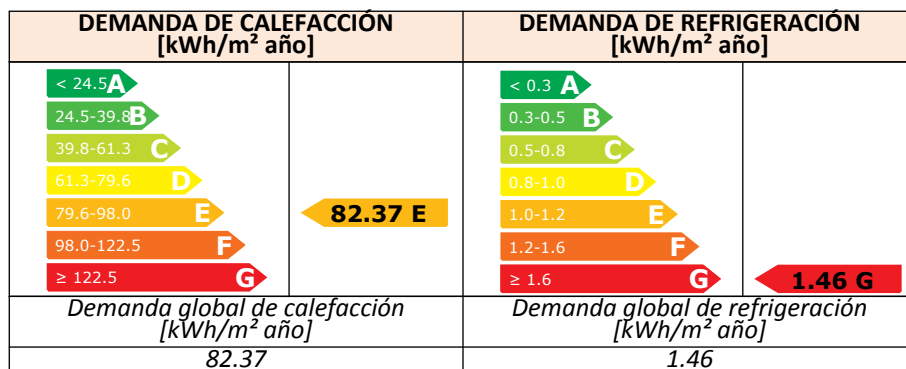 DEMANDA DE CALEFACCIÓN
[kWh/m² año]
DEMANDA DE REFRIGERACIÓN
[kWh/m² año]
< 24.5 A
24.5-39.8 B
39.8-61.3 C
61.3-79.6 D
79.6-98.0 E
98.0-122.5 F
≥ 122.5 G
82.37 E
< 0.3 A
0.3-0.5 B
0.5-0.8 C
0.8-1.0 D
1.0-1.2 E
1.2-1.6 F
≥ 1.6 G
1.46 G
Demanda global de calefacción
[kWh/m² año]
Demanda global de refrigeración
[kWh/m² año]
82.37
1.46